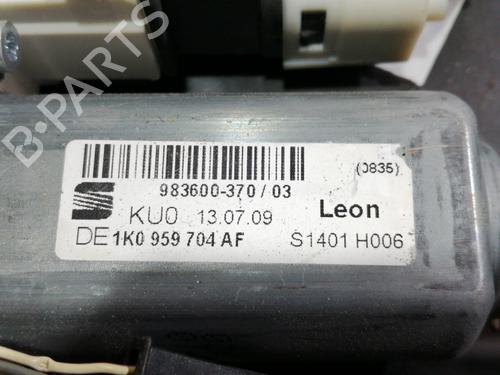 B-PARTS
983600-370 / 03
(0835)
KU0 13.07.09
Leon
DE 1K0 959 704 AF
S1401 H006